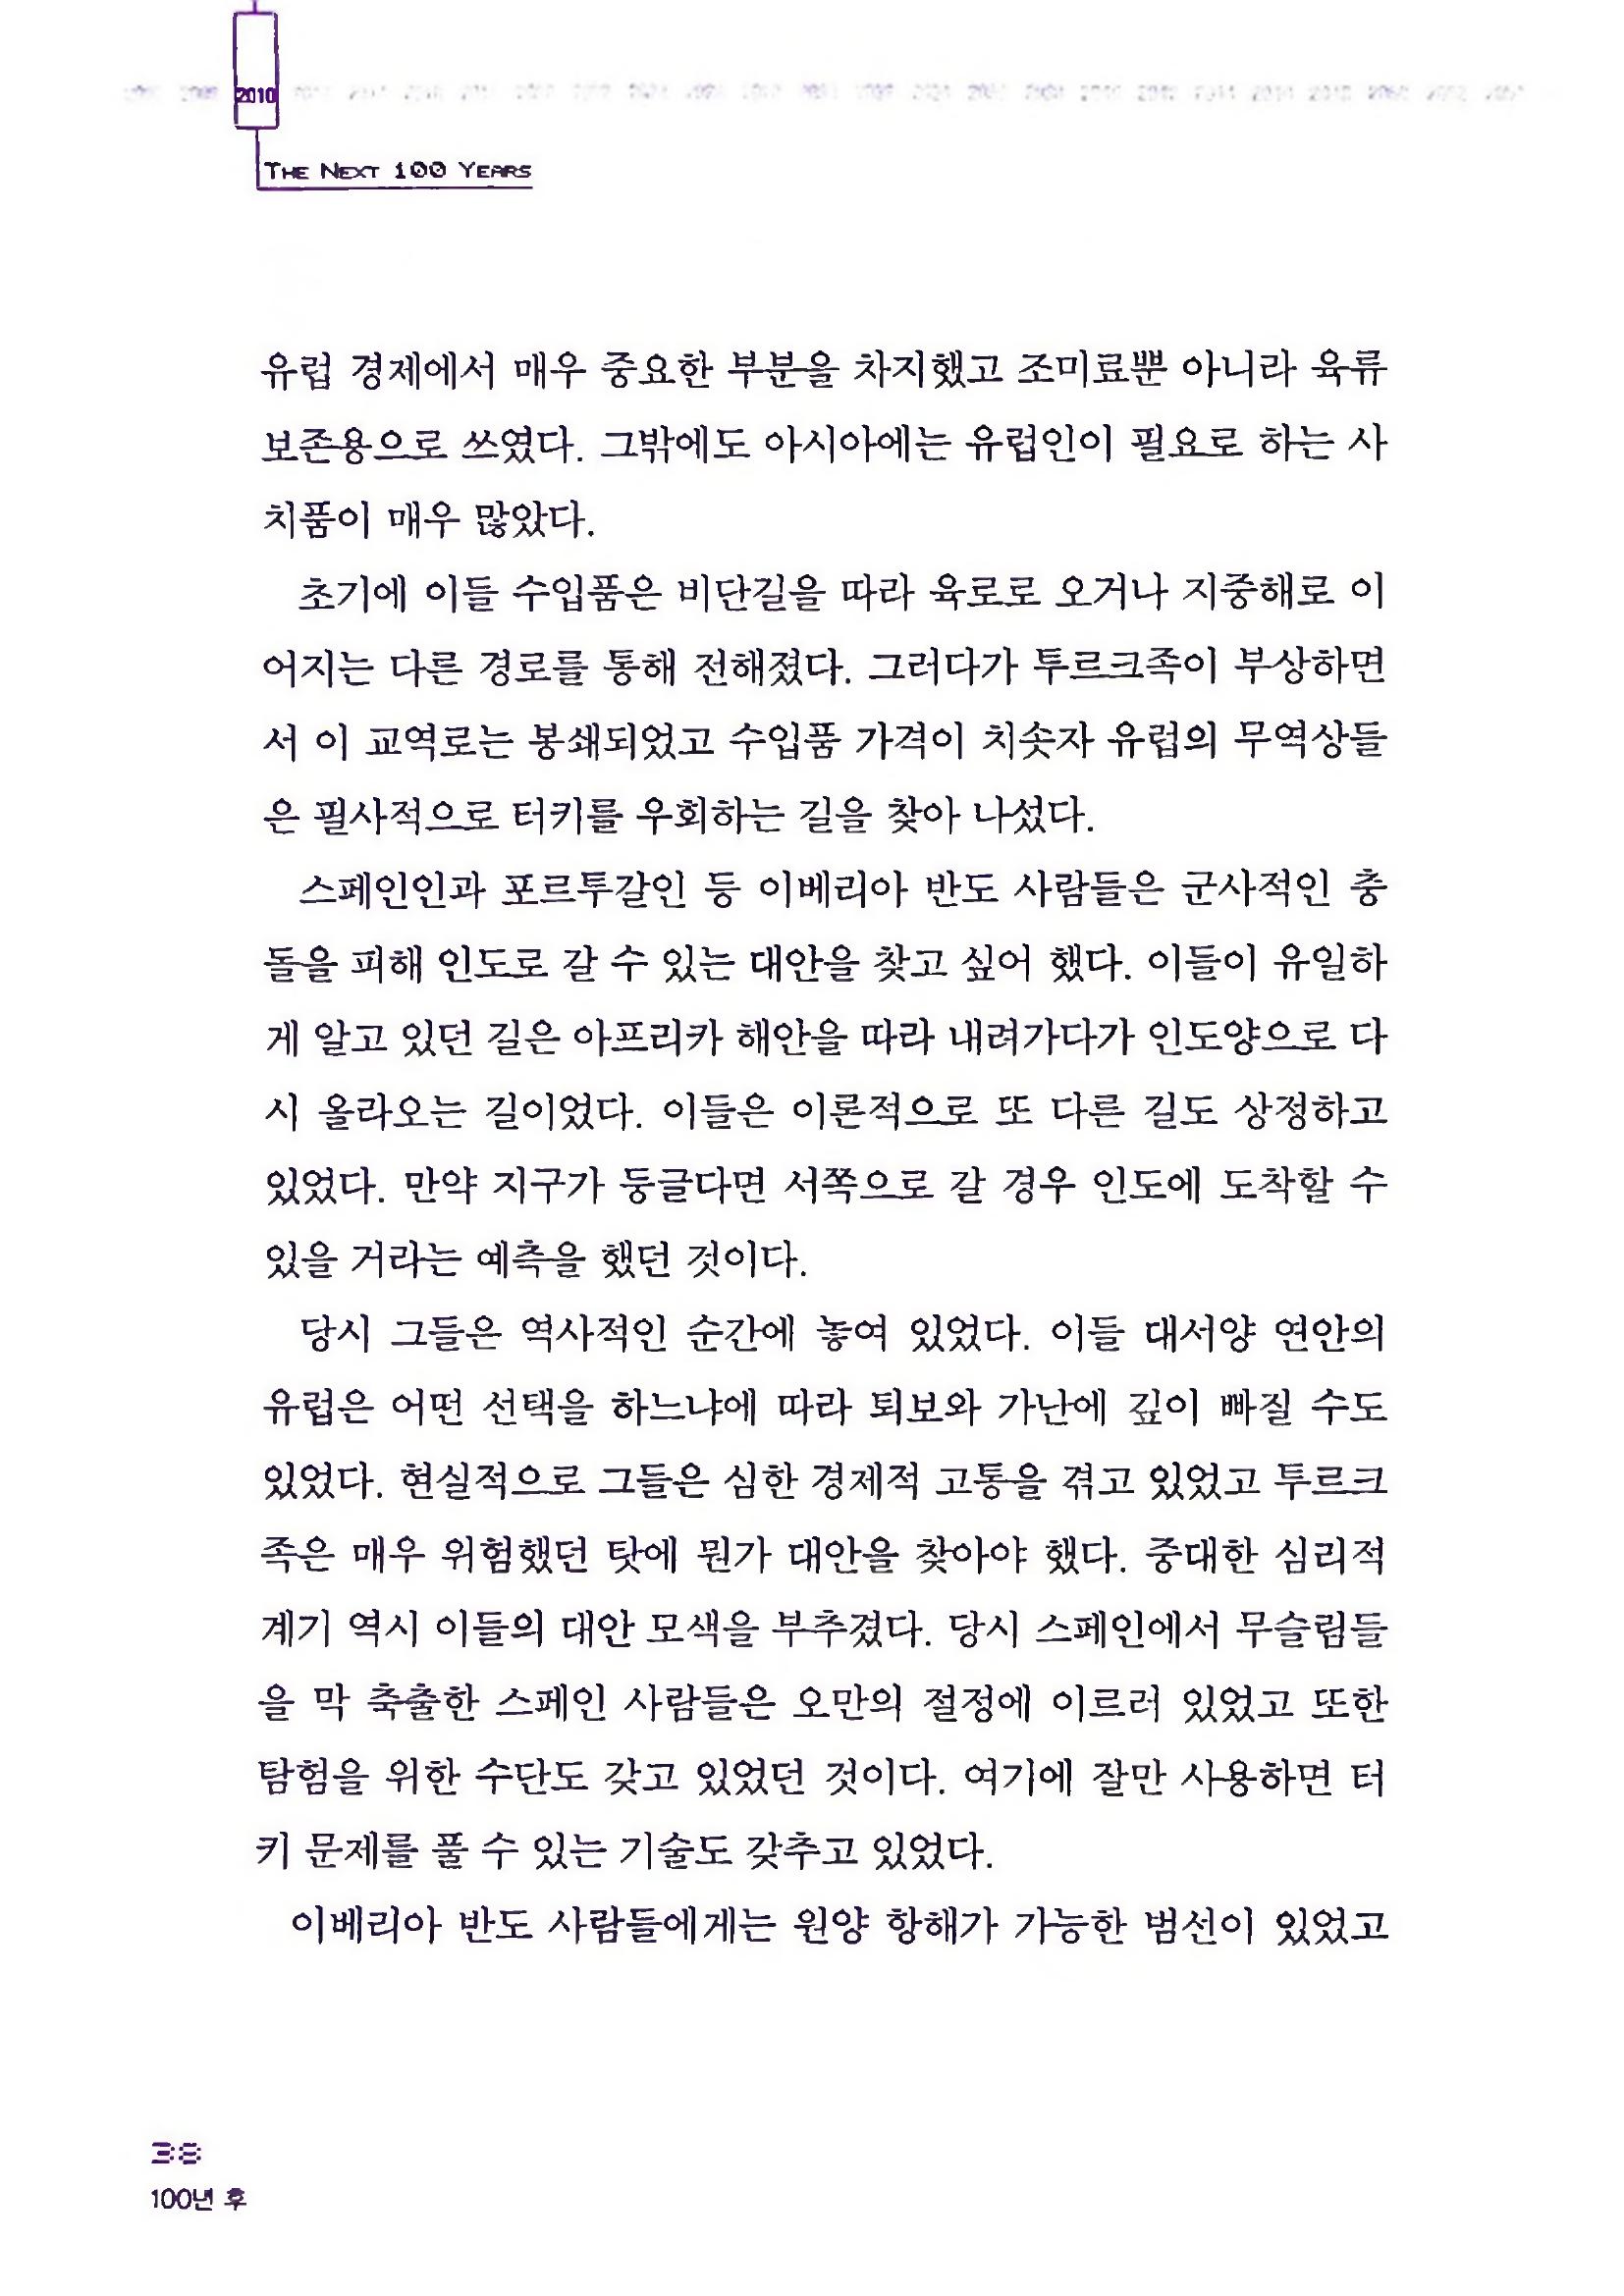 2010
THE NEXT 100 YEARS
유럽 경제에서 매우 중요한 부분을 차지했고 조미료뿐 아니라 육류
보존용으로 쓰였다. 그밖에도 아시아에는 유럽인이 필요로 하는 사
치품이 매우 많았다.
초기에 이들 수입품은 비단길을 따라 육로로 오거나 지중해로 이
어지는 다른 경로를 통해 전해졌다. 그러다가 투르크족이 부상하면
서 이 교역로는 봉쇄되었고 수입품 가격이 치솟자 유럽의 무역상들
은 필사적으로 터키를 우회하는 길을 찾아 나섰다.
스페인인과 포르투갈인 등 이베리아 반도 사람들은 군사적인 충
돌을 피해 인도로 갈 수 있는 대안을 찾고 싶어 했다. 이들이 유일하
게 알고 있던 길은 아프리카 해안을 따라 내려가다가 인도양으로 다
시 올라오는 길이었다. 이들은 이론적으로 또 다른 길도 상정하고
있었다. 만약 지구가 둥글다면 서쪽으로 갈 경우 인도에 도착할 수
있을 거라는 예측을 했던 것이다.
당시 그들은 역사적인 순간에 놓여 있었다. 이들 대서양 연안의
유럽은 어떤 선택을 하느냐에 따라 퇴보와 가난에 깊이 빠질 수도
있었다. 현실적으로 그들은 심한 경제적 고통을 겪고 있었고 투르크
족은 매우 위험했던 탓에 뭔가 대안을 찾아야 했다. 중대한 심리적
계기 역시 이들의 대안 모색을 부추겼다. 당시 스페인에서 무슬림들
을 막 축출한 스페인 사람들은 오만의 절정에 이르러 있었고 또한
탐험을 위한 수단도 갖고 있었던 것이다. 여기에 잘만 사용하면 터
키 문제를 풀 수 있는 기술도 갖추고 있었다.
이베리아 반도 사람들에게는 원양 항해가 가능한 범선이 있었고
38
100년 후